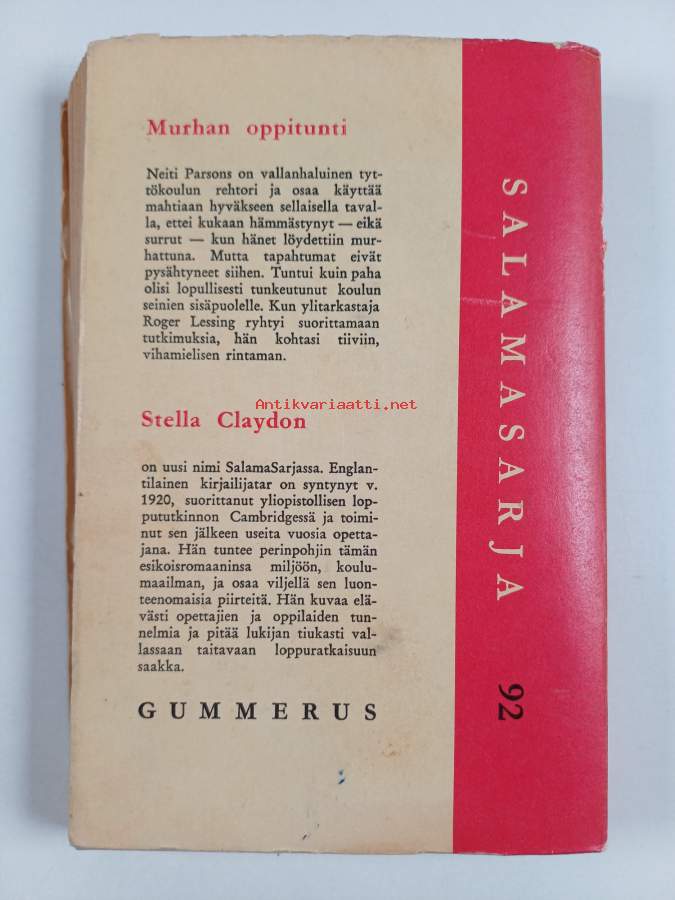 Murhan oppitunti
Neiti Parsons on vallanhaluinen tyt-
tökoulun rehtori ja osaa käyttää
mahtiaan hyväkseen sellaisella taval-
la, ettei kukaan hämmästynyt — eikä
surrut — kun hänet löydettiin mur-
hattuna. Mutta tapahtumat eivät
pysähtyneet siihen. Tuntui kuin paha
olisi lopullisesti tunkeutunut koulun
seinien sisäpuolelle. Kun ylitarkastaja
Roger Lessing ryhtyi suorittamaan
tutkimuksia, hän kohtasi tiiviin,
vihamielisen rintaman.
Antikvariaatti.net
Stella Claydon
on uusi nimi SalamaSarjassa. Englan-
tilainen kirjailijatar on syntynyt v.
1920, suorittanut yliopistollisen lop-
pututkinnon Cambridgessä ja toimi-
nut sen jälkeen useita vuosia opetta-
jana. Hän tuntee perinpohjin tämän
esikoisromaaninsa miljöön, koulu-
maailman, ja osaa viljellä sen luon-
teenomaisia piirteitä. Hän kuvaa elä-
västi opettajien ja oppilaiden tun-
nelmia ja pitää lukijan tiukasti val-
lassaan taitavaan loppuratkaisuun
saakka.
GUMMERUS
SALAMASARJA 92